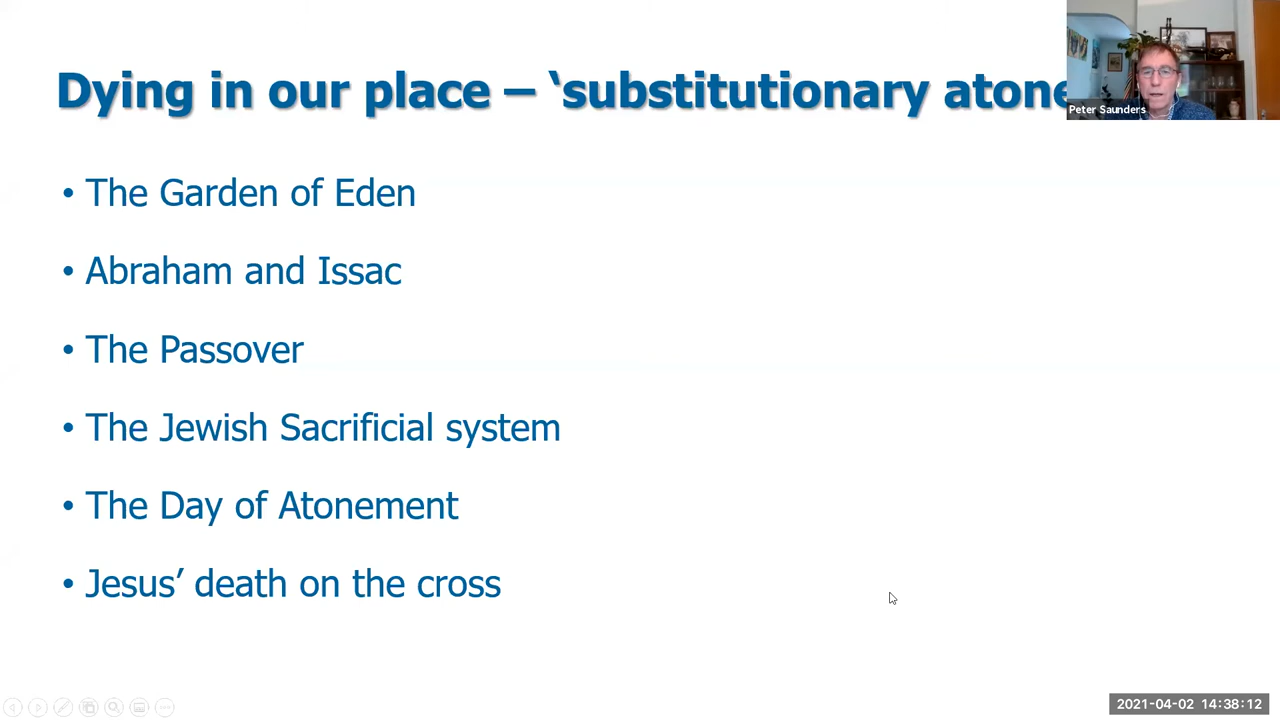 Dying in our place – ‘substitutionary atone
Peter Saunders
• The Garden of Eden
• Abraham and Issac
• The Passover
• The Jewish Sacrificial system
• The Day of Atonement
• Jesus’ death on the cross
2021-04-02 14:38:12